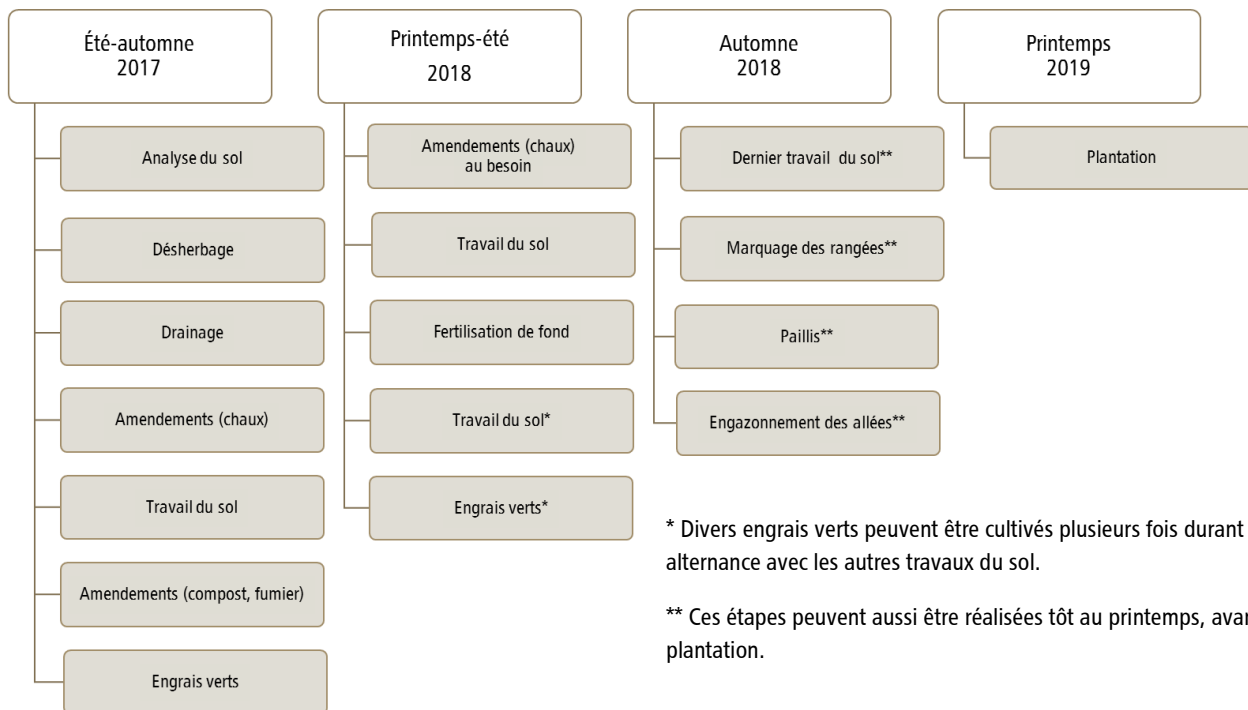 Été-automne
2017
Analyse du sol
Désherbage
Drainage
Amendements (chaux)
Travail du sol
Amendements (compost, fumier)
Engrais verts
Printemps-été
2018
Amendements (chaux)
au besoin
Travail du sol
Fertilisation de fond
Travail du sol*
Engrais verts*
Automne
2018
Dernier travail du sol**
Marquage des rangées**
Paillis**
Engazonnement des allées**
Printemps
2019
Plantation
* Divers engrais verts peuvent être cultivés plusieurs fois durant
alternance avec les autres travaux du sol.
** Ces étapes peuvent aussi être réalisées tôt au printemps,
plantation.